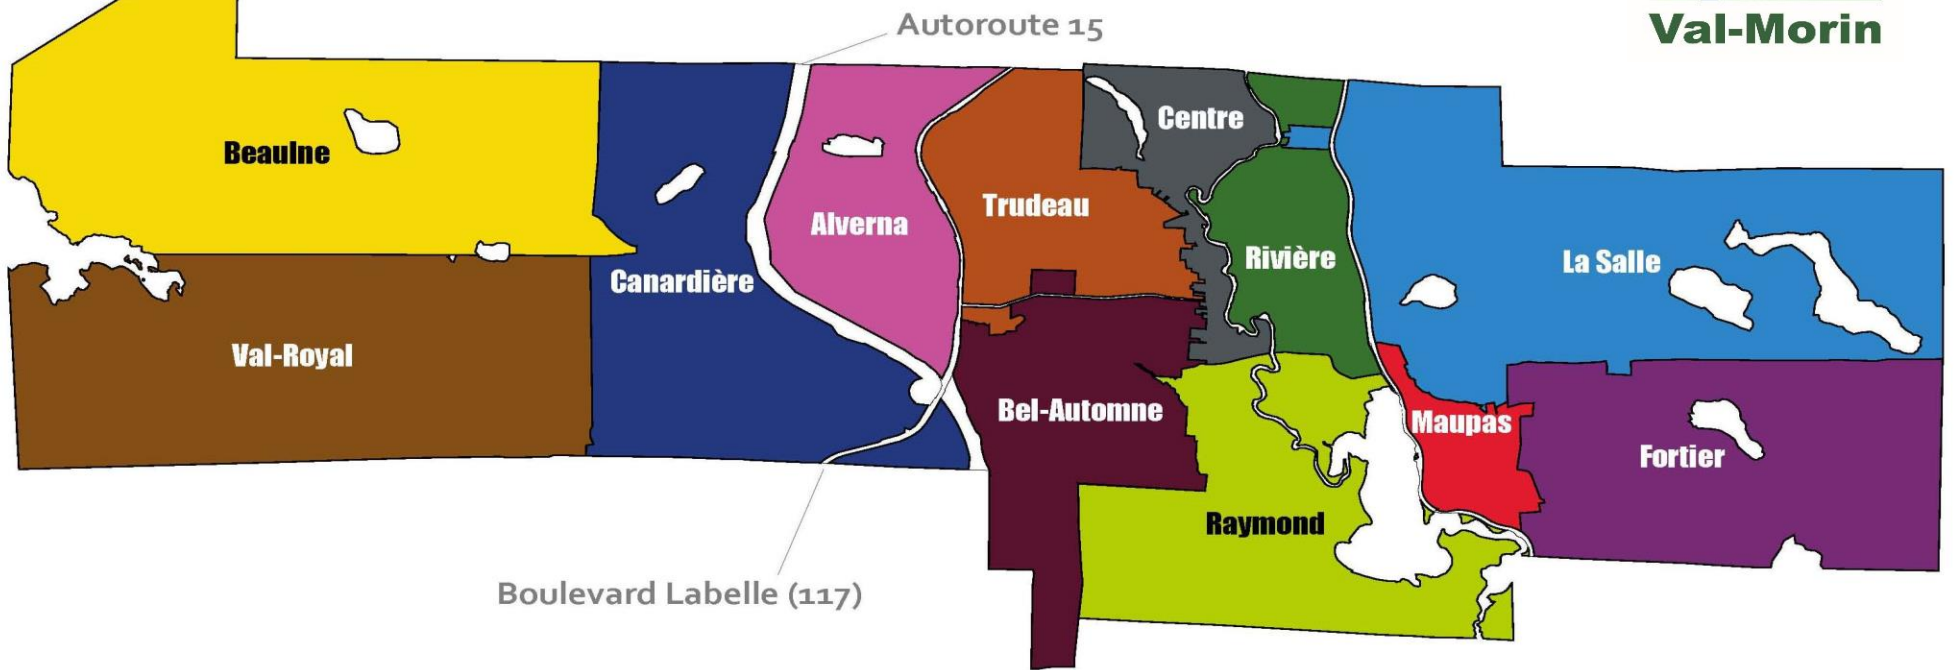 Autoroute 15
Val-Morin
Beaulne
Centre
Alverna
Trudeau
Rivière
La Salle
Canardière
Val-Royal
Bel-Automne
Maupas
Fortier
Raymond
Boulevard Labelle (117)